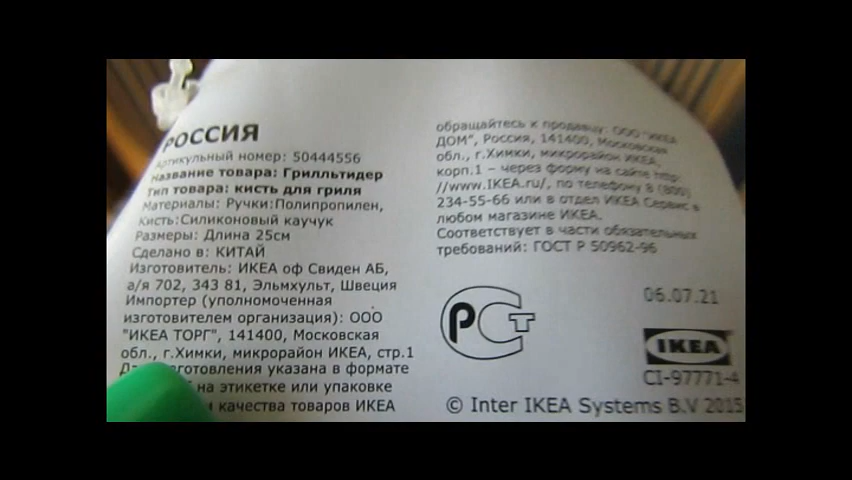 РОССИЯ
Артикульный номер: 50444556
Название товара: Грилльтидер
Тип товара: кисть для гриля
Материалы: Ручки:Полипропилен,
Кисть:Силиконовый каучук
Размеры: Длина 25см
Сделано в: КИТАЙ
Изготовитель: ИКЕА оф Свиден АБ,
а/я 702, 343 81, Эльмхульт, Швеция
Импортер (уполномоченная
изготовителем организация): ООО
"ИКЕА ТОРГ", 141400, Московская
обл., г.Химки, микрорайон ИКЕА, стр.1
указана в формате
на этикетке или упаковке
качества товаров ИКЕА
обращайтесь к продавцу: ООО "ИКЕА
ДОМ", Россия, 141400, Московская
обл., г.Химки, микрорайон ИКЕА,
корп.1 – через форму на сайте http:
//www.IKEA.ru/, по телефону 8 (800)
234-55-66 или в отдел ИКЕА Сервис в
любом магазине ИКЕА.
Соответствует в части обязательных
требований: ГОСТ Р 50962-96
РСТ
06.07.21
IKEA
CI-97771-4
© Inter IKEA Systems B.V 2015